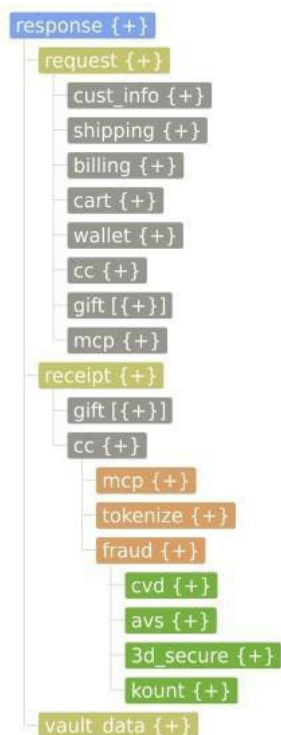 response {+}
request {+}
cust_info {+}
shipping {+}
billing {+}
cart {+}
wallet {+}
cc {+}
gift [{+}]
mcp {+}
receipt {+}
gift [{+}]
cc {+}
mcp {+}
tokenize {+}
fraud {+}
cvd {+}
avs {+}
3d_secure {+}
kount {+}
vault_data {+}